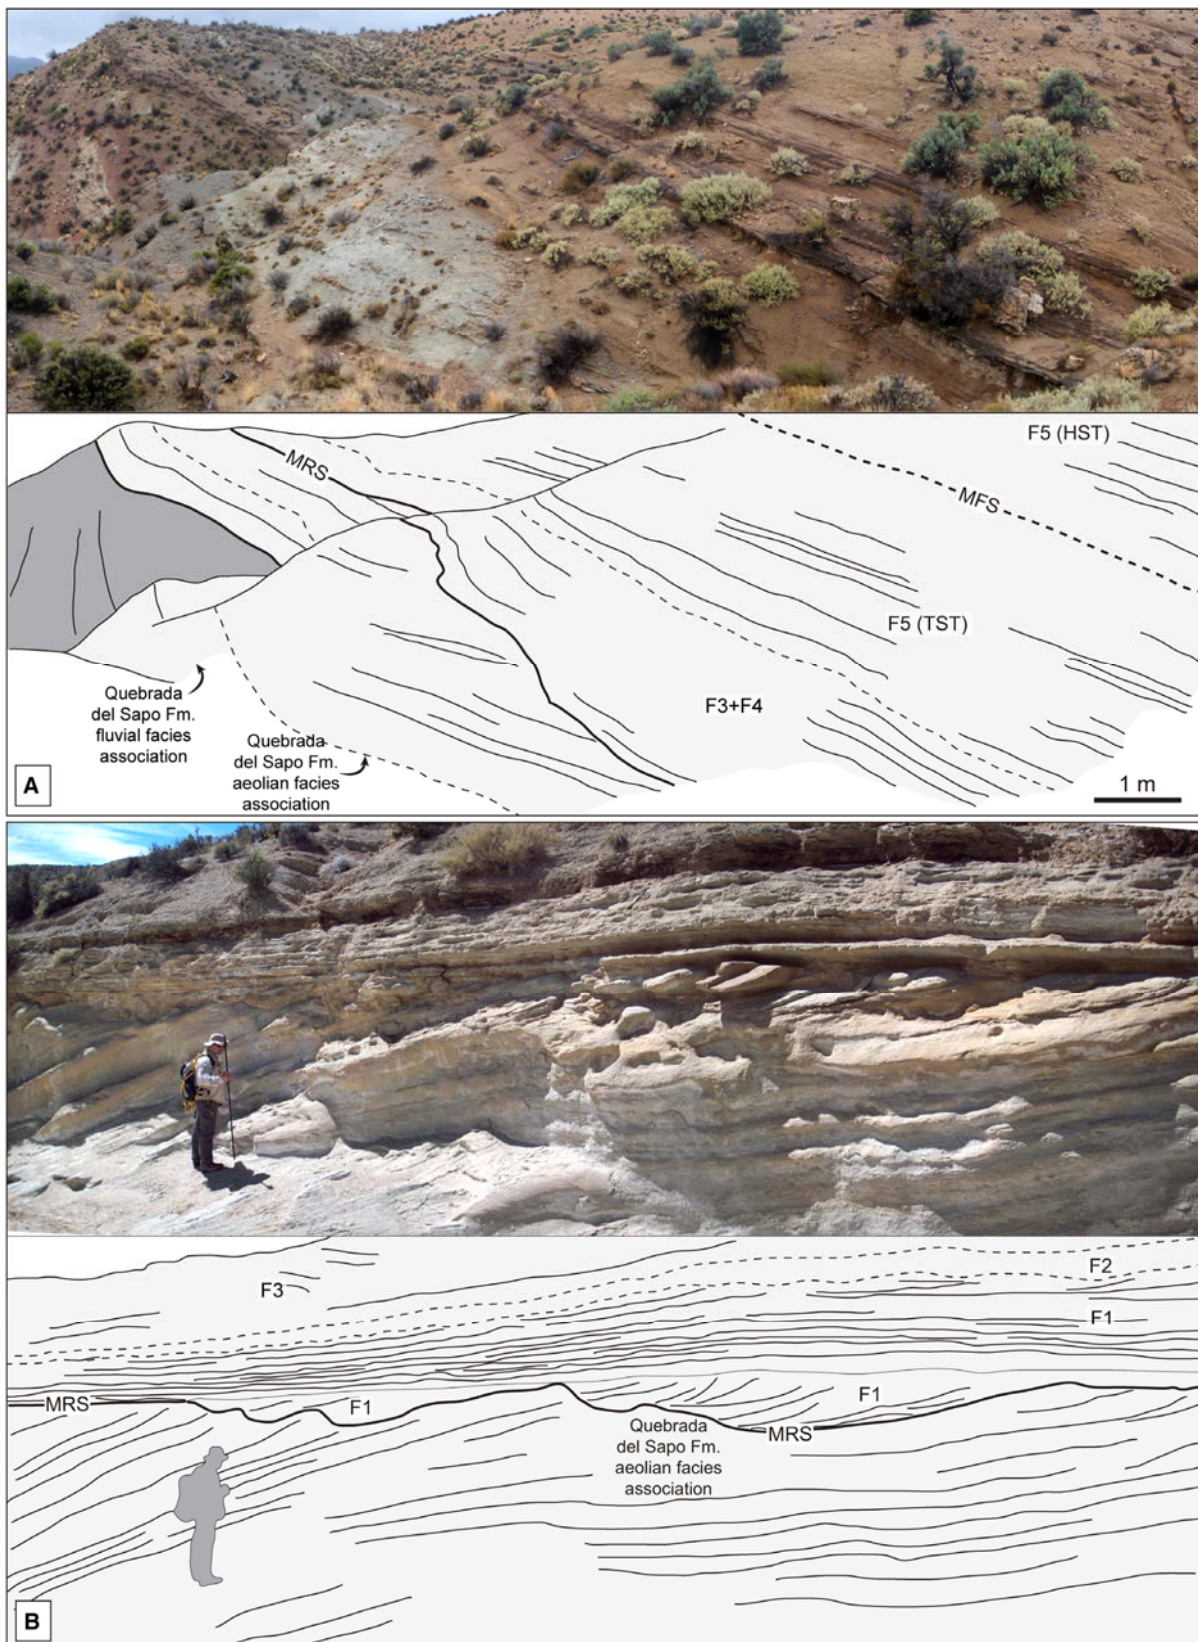 F5 (HST)
MRS
MFS
F5 (TST)
Quebrada
del Sapo Fm.
fluvial facies
association
F3+F4
Quebrada
del Sapo Fm.
aeolian facies
association
A
1 m
F2
F3
F1
MRS
F1
F1
MRS
Quebrada
del Sapo Fm.
aeolian facies
association
B